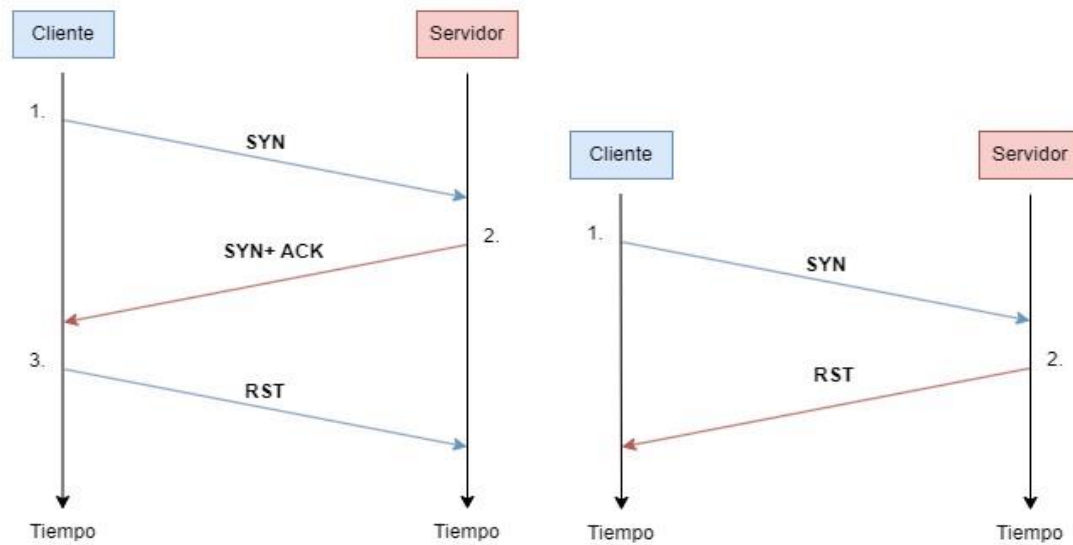 Cliente
Servidor
1.
SYN
SYN+ ACK
2.
3.
RST
Tiempo
Tiempo
Cliente
Servidor
1.
SYN
RST
2.
Tiempo
Tiempo